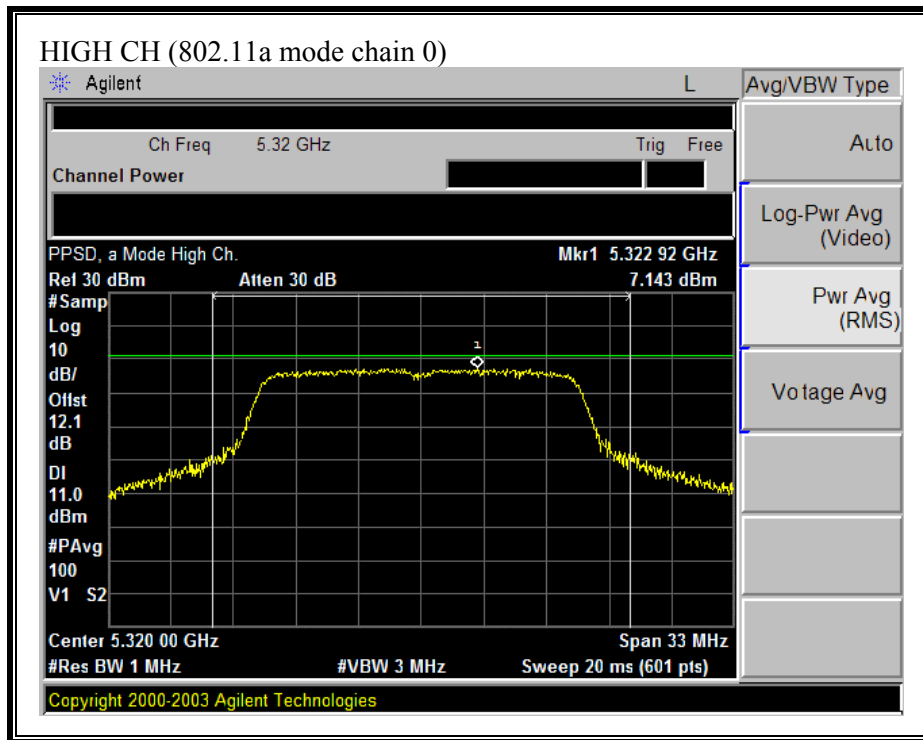 HIGH CH (802.11a mode chain 0)
Agilent L
Avg/VBW Type
Ch Freq 5.32 GHz Trig Free
Channel Power
PPSD, a Mode High Ch. Mkr1 5.322 92 GHz
Ref 30 dBm Atten 30 dB 7.143 dBm
#Samp
Log
10
dB/
Offst
12.1
dB
DI
11.0
dBm
#PAvg
100
V1 S2
1
Center 5.320 00 GHz Span 33 MHz
#Res BW 1 MHz #VBW 3 MHz Sweep 20 ms (601 pts)
Copyright 2000-2003 Agilent Technologies
Auto
Log-Pwr Avg
(Video)
Pwr Avg
(RMS)
Vo tage Avg